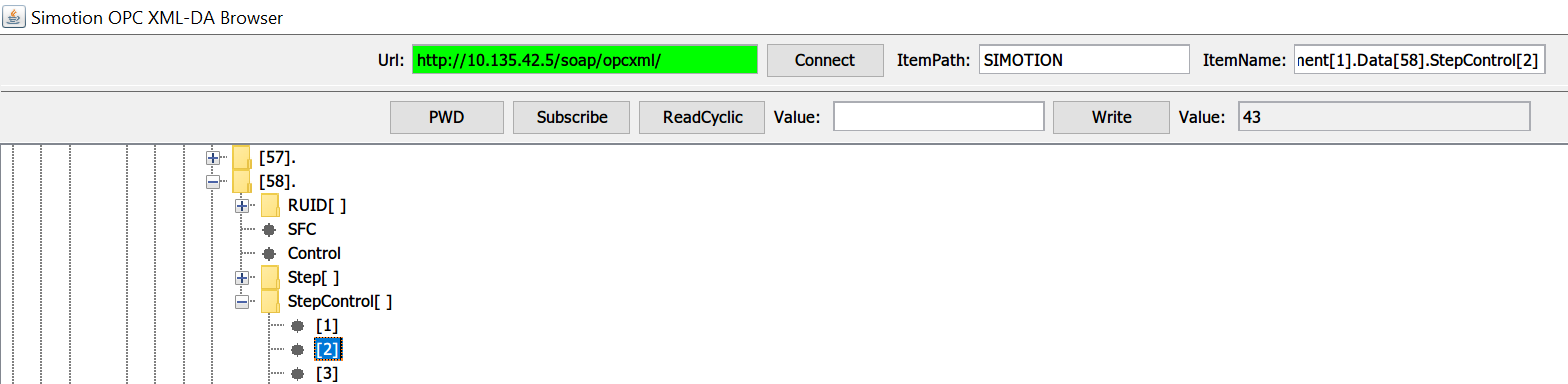 Simotion OPC XML-DA Browser
Url: http://10.135.42.5/soap/opcxml/ Connect ItemPath: SIMOTION ItemName: nent[1].Data[58].StepControl[2]
PWD Subscribe ReadCyclic Value: Write Value: 43
[57].
[58].
RUID[ ]
SFC
Control
Step[ ]
StepControl[ ]
[1]
[2]
[3]